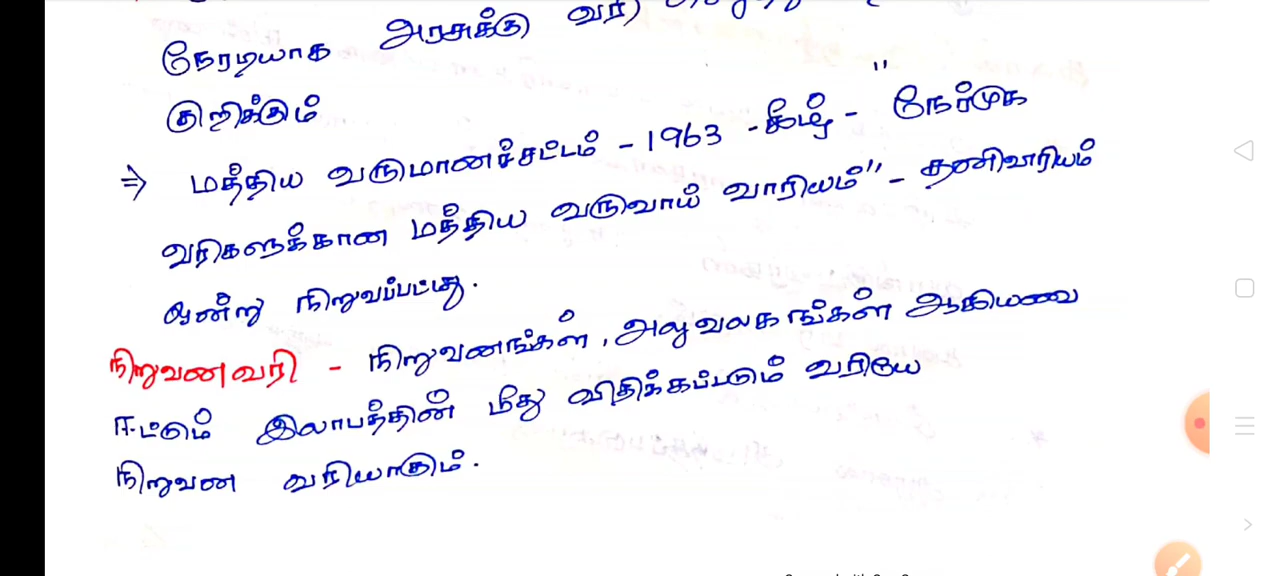 நேரடியாக அரசுக்கு வரி
குறிக்கும்
⇒ மத்திய வருமானச்சட்டம் - 1963 - கீழ் - "நேர்முக
வரிகளுக்கான மத்திய வருவாய் வாரியம்" - தனிவாரியம்
ஒன்று நிறுவப்பட்டது.
நிறுவனவரி - நிறுவனங்கள், அலுவலகங்கள் ஆகியவை
ஈட்டும் இலாபத்தின் மீது விதிக்கப்படும் வரியே
நிறுவன வரியாகும்.